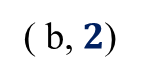 ( b, 2)